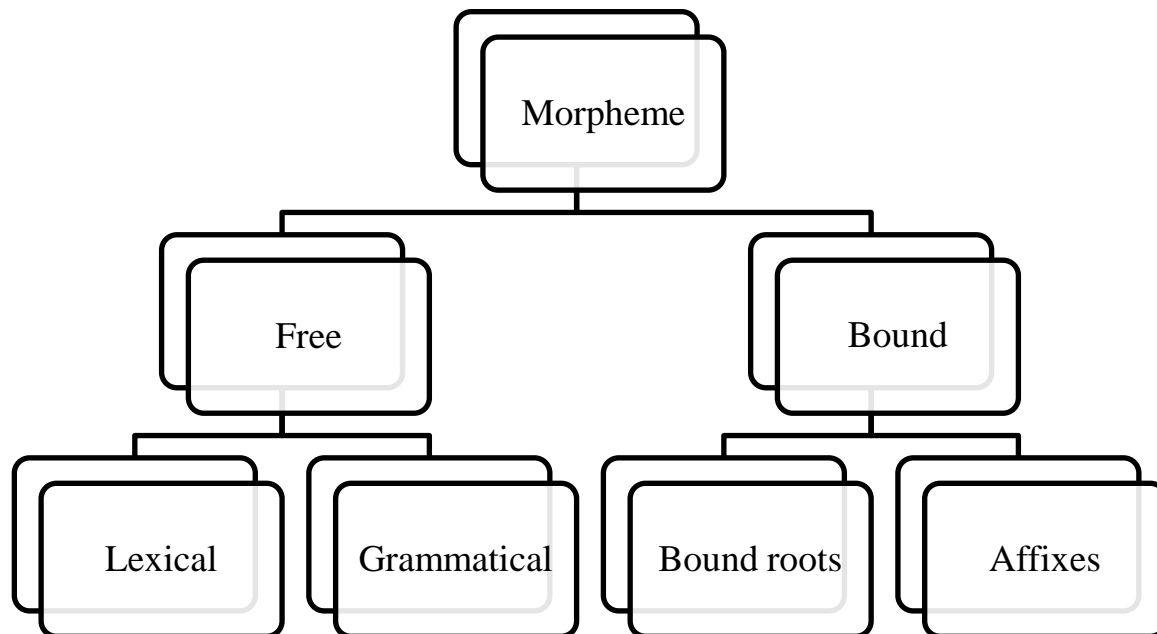 Morpheme
Free
Bound
Lexical
Grammatical
Bound roots
Affixes